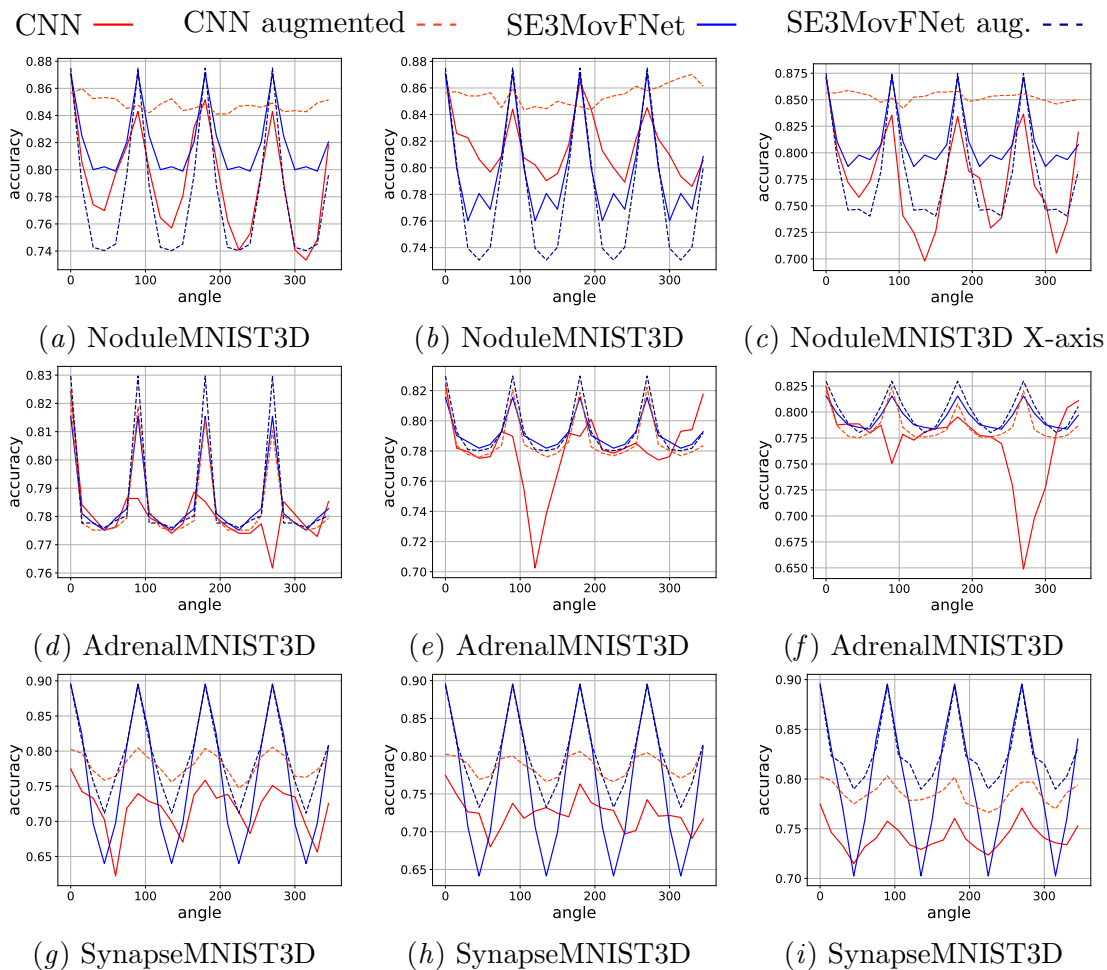 CNN CNN augmented SE3MovFNet SE3MovFNet aug.
0.88 0.86 0.84 0.82 0.80 0.78 0.76 0.74
accuracy
0 100 200 300
angle
(a) NoduleMNIST3D
0.88 0.86 0.84 0.82 0.80 0.78 0.76 0.74
accuracy
0 100 200 300
angle
(b) NoduleMNIST3D
0.875 0.850 0.825 0.800 0.775 0.750 0.725 0.700
accuracy
0 100 200 300
angle
(c) NoduleMNIST3D X-axis
0.83 0.82 0.81 0.80 0.79 0.78 0.77 0.76
accuracy
0 100 200 300
angle
(d) AdrenalMNIST3D
0.82 0.80 0.78 0.76 0.74 0.72 0.70
accuracy
0 100 200 300
angle
(e) AdrenalMNIST3D
0.825 0.800 0.775 0.750 0.725 0.700 0.675 0.650
accuracy
0 100 200 300
angle
(f) AdrenalMNIST3D
0.90 0.85 0.80 0.75 0.70 0.65
accuracy
0 100 200 300
angle
(g) SynapseMNIST3D
0.90 0.85 0.80 0.75 0.70 0.65
accuracy
0 100 200 300
angle
(h) SynapseMNIST3D
0.90 0.85 0.80 0.75 0.70
accuracy
0 100 200 300
angle
(i) SynapseMNIST3D